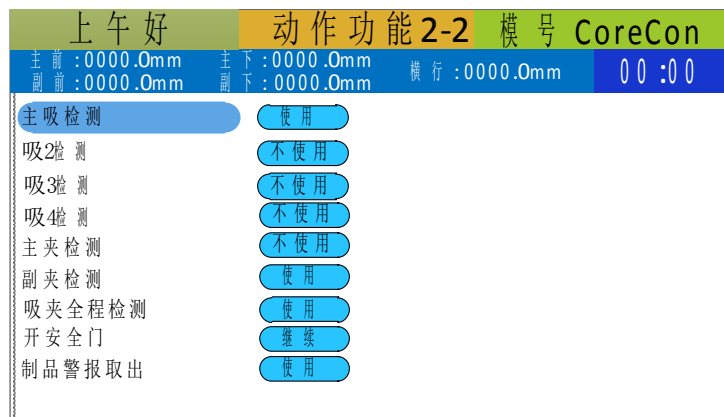 上午好 动作功能2-2 模号 CoreCon
主前:0000.0mm 主下:0000.0mm 横行:0000.0mm 00:00
副前:0000.0mm 副下:0000.0mm
主吸检测 使用
吸2检测 不使用
吸3检测 不使用
吸4检测 不使用
主夹检测 不使用
副夹检测 使用
吸夹全程检测 使用
开安全门 继续
制品警报取出 使用